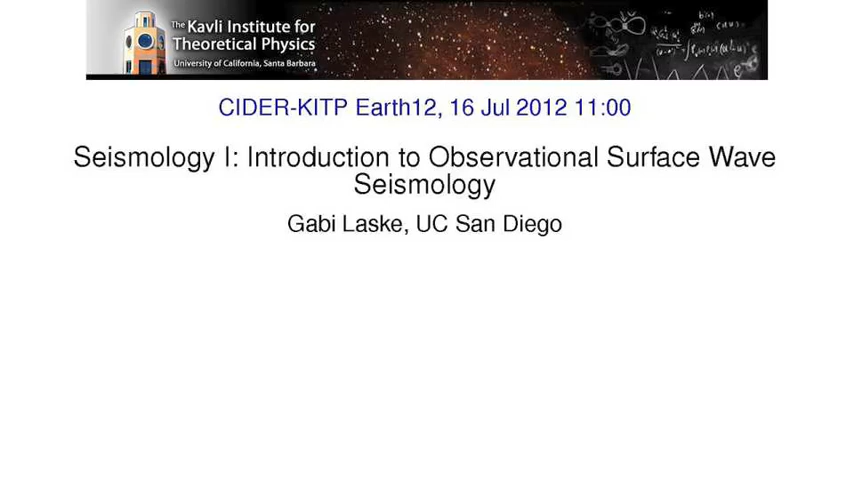 The Kavli Institute for
Theoretical Physics
University of California, Santa Barbara
CIDER-KITP Earth12, 16 Jul 2012 11:00
Seismology I: Introduction to Observational Surface Wave
Seismology
Gabi Laske, UC San Diego